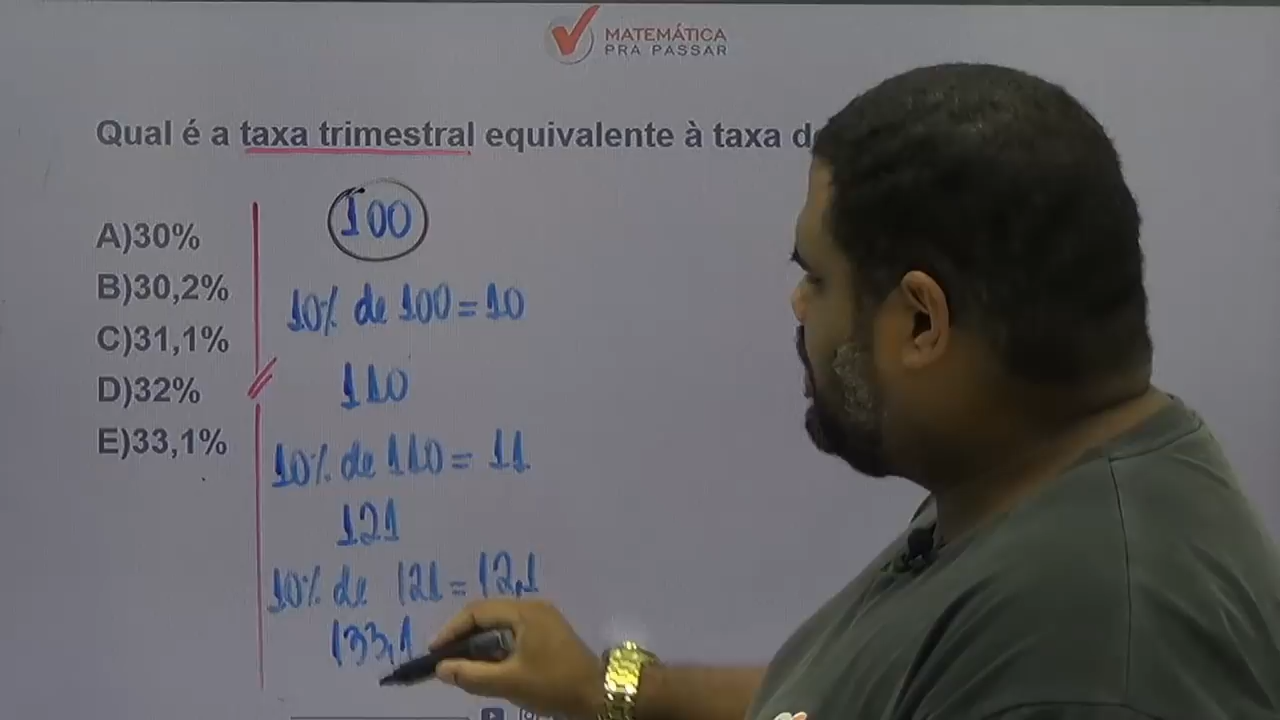 MATEMÁTICA
PRA PASSAR
Qual é a taxa trimestral equivalente à taxa
A)30%
B)30,2%
C)31,1%
D)32%
E)33,1%
100
10% de 100 = 10
110
10% de 110 = 11
121
10% de 121 = 12,1
133,1